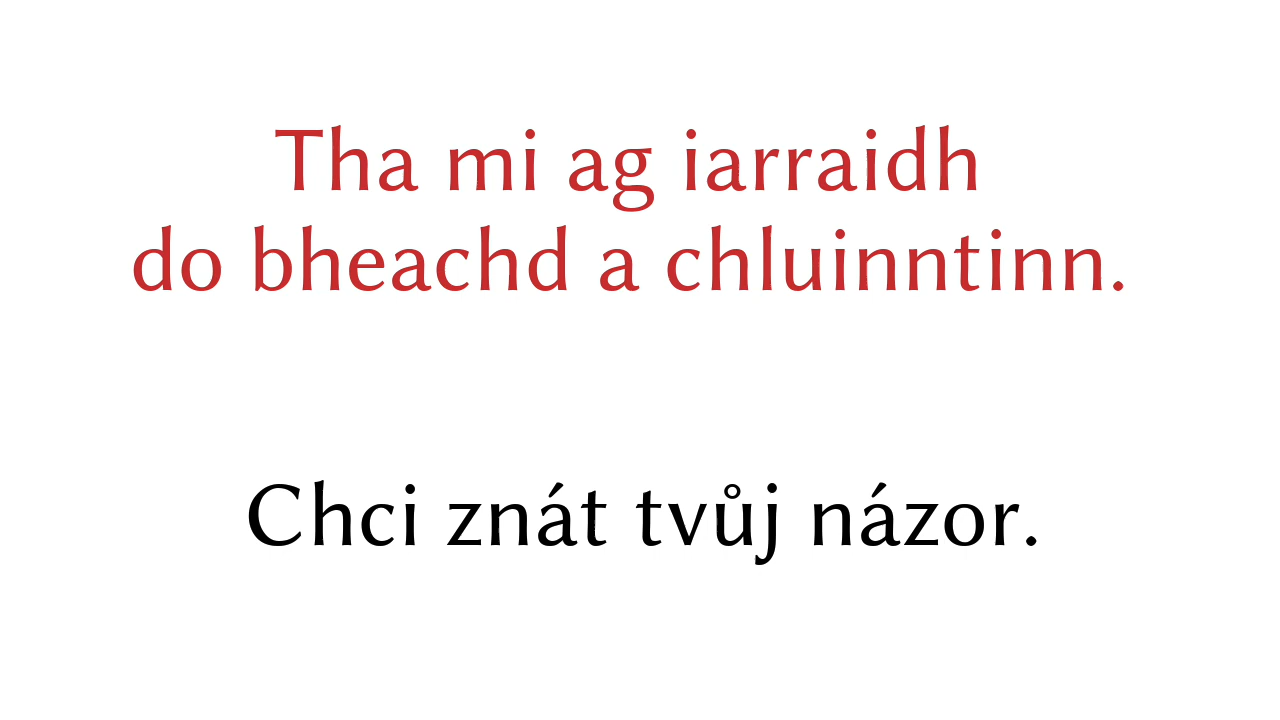 Tha mi ag iarraidh
do bheachd a chluinntinn.
Chci znát tvůj názor.